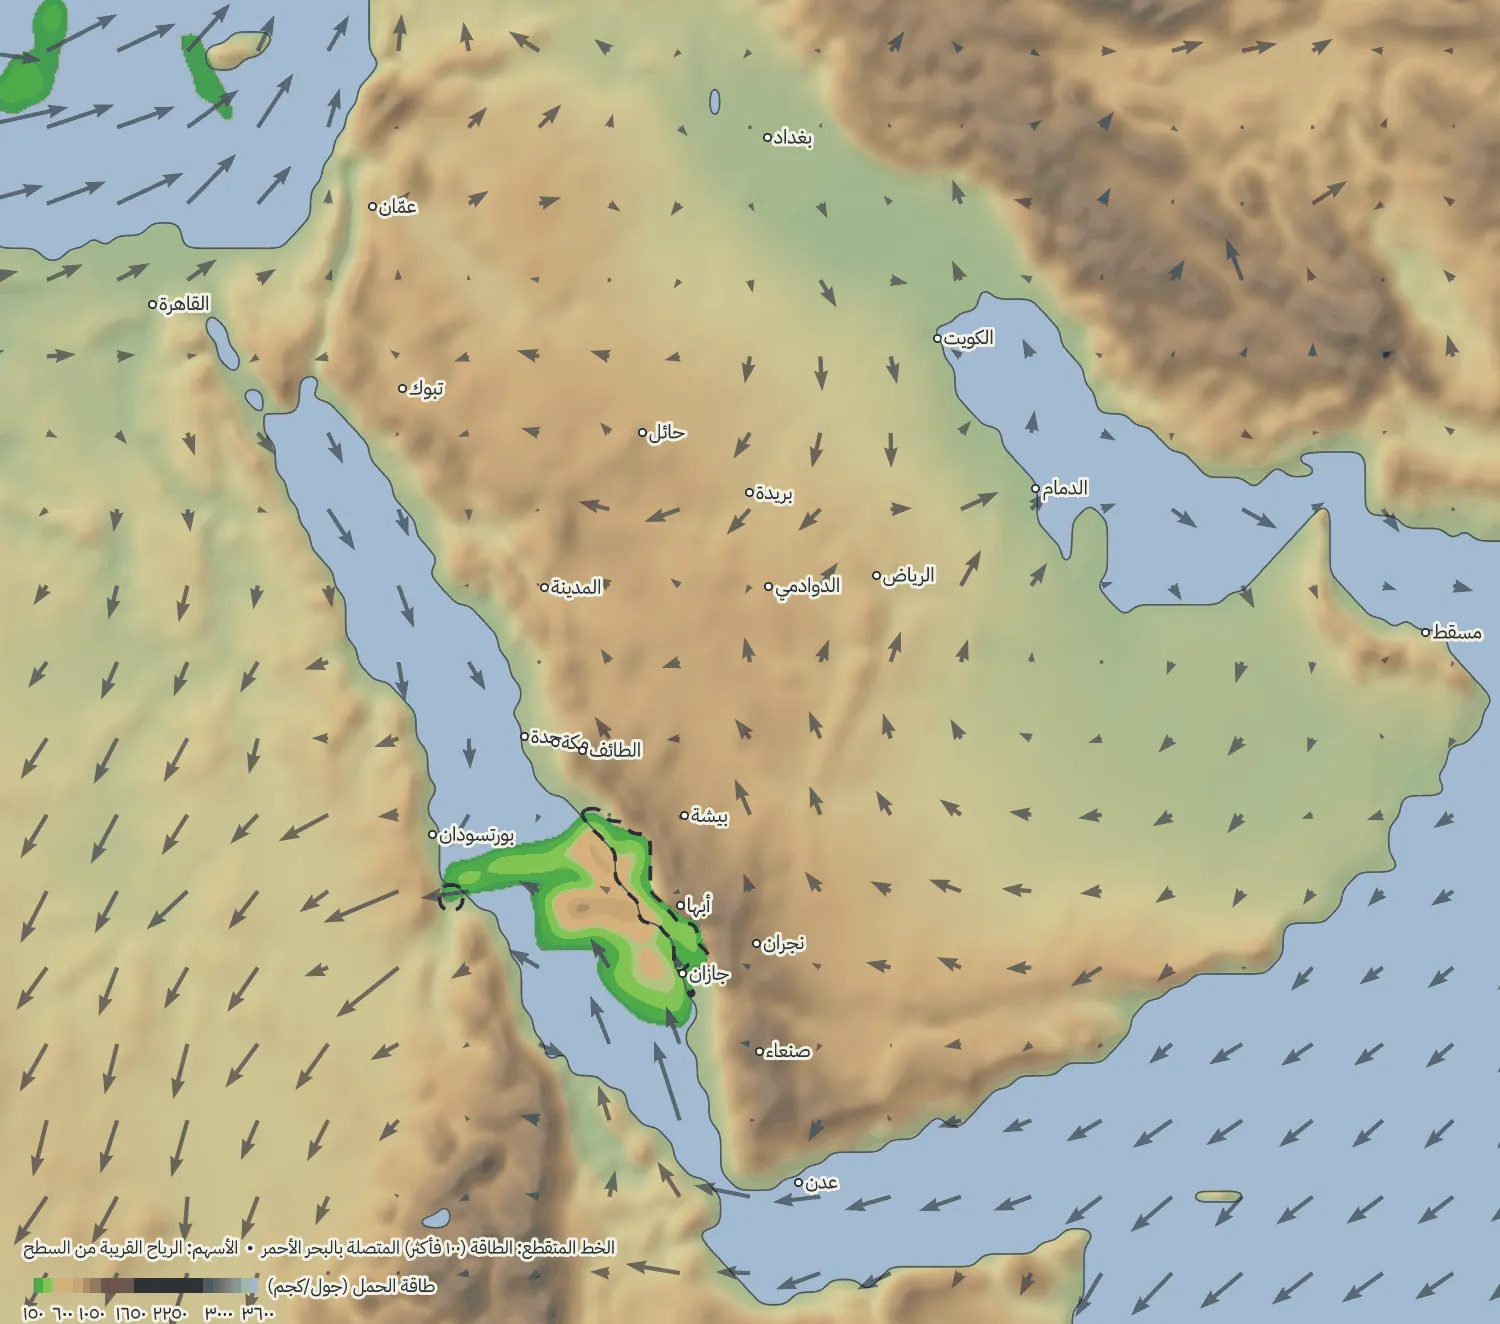 بغداد
عمّان
القاهرة
الكويت
تبوك
حائل
الدمام
بريدة
الرياض
الدوادمي
المدينة
مسقط
جدة
مكة
الطائف
بيشة
بورتسودان
أبها
نجران
جازان
صنعاء
عدن
الخط المتقطع: الطاقة (١٠٠ فأكثر) المتصلة بالبحر الأحمر • الأسهم: الرياح القريبة من السطح
طاقة الحمل (جول/كجم)
١٥٠ ٦٠٠ ١٠٥٠ ١٦٥٠ ٢٢٥٠ ٣٠٠٠ ٣٦٠٠